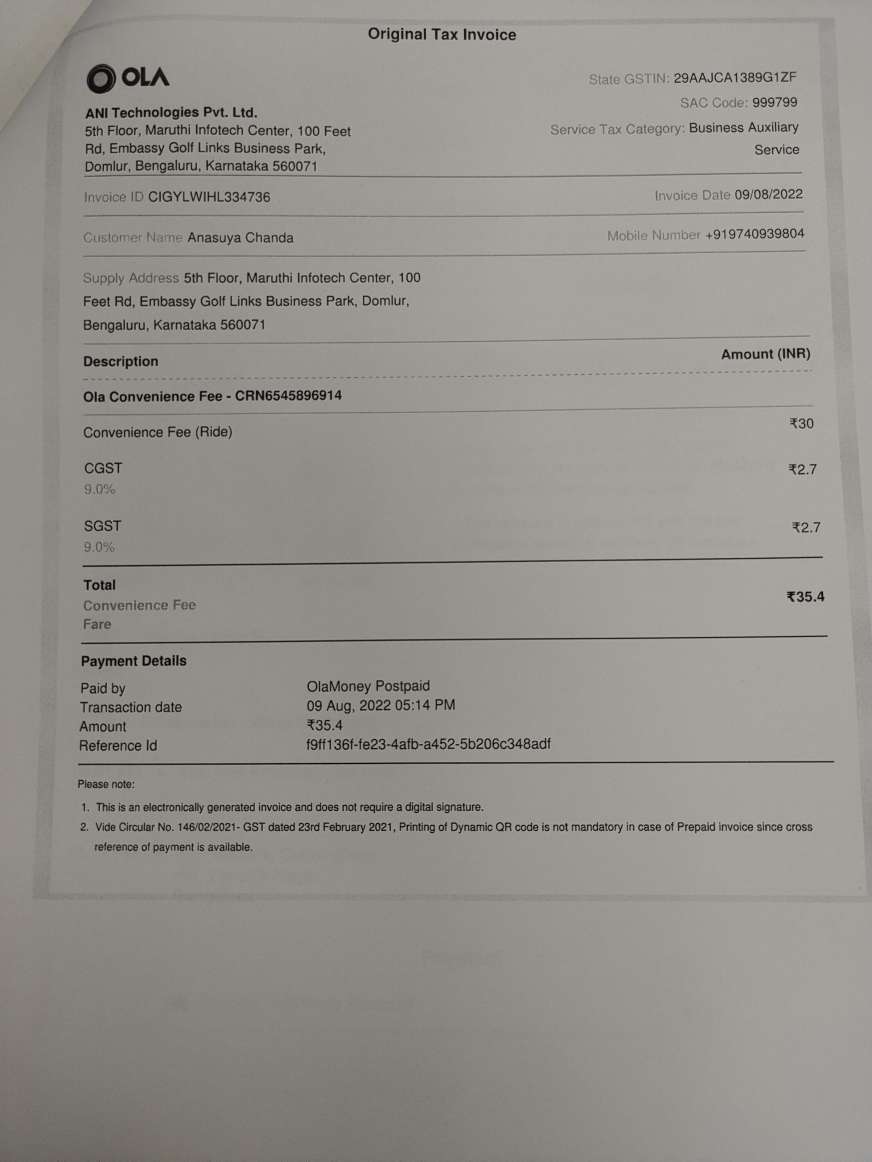 Original Tax Invoice
OLA
ANI Technologies Pvt. Ltd.
5th Floor, Maruthi Infotech Center, 100 Feet
Rd, Embassy Golf Links Business Park,
Domlur, Bengaluru, Karnataka 560071
State GSTIN: 29AAJCA1389G1ZF
SAC Code: 999799
Service Tax Category: Business Auxiliary
Service
Invoice ID CIGYLWIHL334736
Invoice Date 09/08/2022
Customer Name Anasuya Chanda
Mobile Number +919740939804
Supply Address 5th Floor, Maruthi Infotech Center, 100
Feet Rd, Embassy Golf Links Business Park, Domlur,
Bengaluru, Karnataka 560071
Description Amount (INR)
Ola Convenience Fee - CRN6545896914
Convenience Fee (Ride) ₹30
CGST ₹2.7
9.0%
SGST ₹2.7
9.0%
Total
Convenience Fee ₹35.4
Fare
Payment Details
Paid by OlaMoney Postpaid
Transaction date 09 Aug, 2022 05:14 PM
Amount ₹35.4
Reference Id f9ff136f-fe23-4afb-a452-5b206c348adf
Please note:
1. This is an electronically generated invoice and does not require a digital signature.
2. Vide Circular No. 146/02/2021- GST dated 23rd February 2021, Printing of Dynamic QR code is not mandatory in case of Prepaid invoice since cross
reference of payment is available.